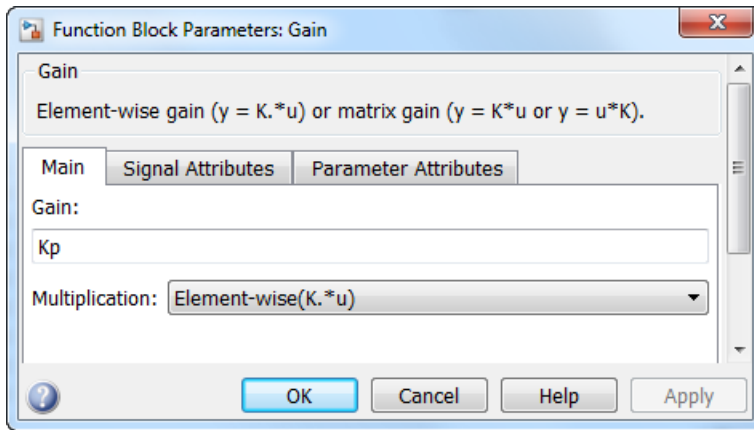 Function Block Parameters: Gain
Gain
Element-wise gain (y = K.*u) or matrix gain (y = K*u or y = u*K).
Main Signal Attributes Parameter Attributes
Gain:
Kp
Multiplication: Element-wise(K.*u)
OK Cancel Help Apply